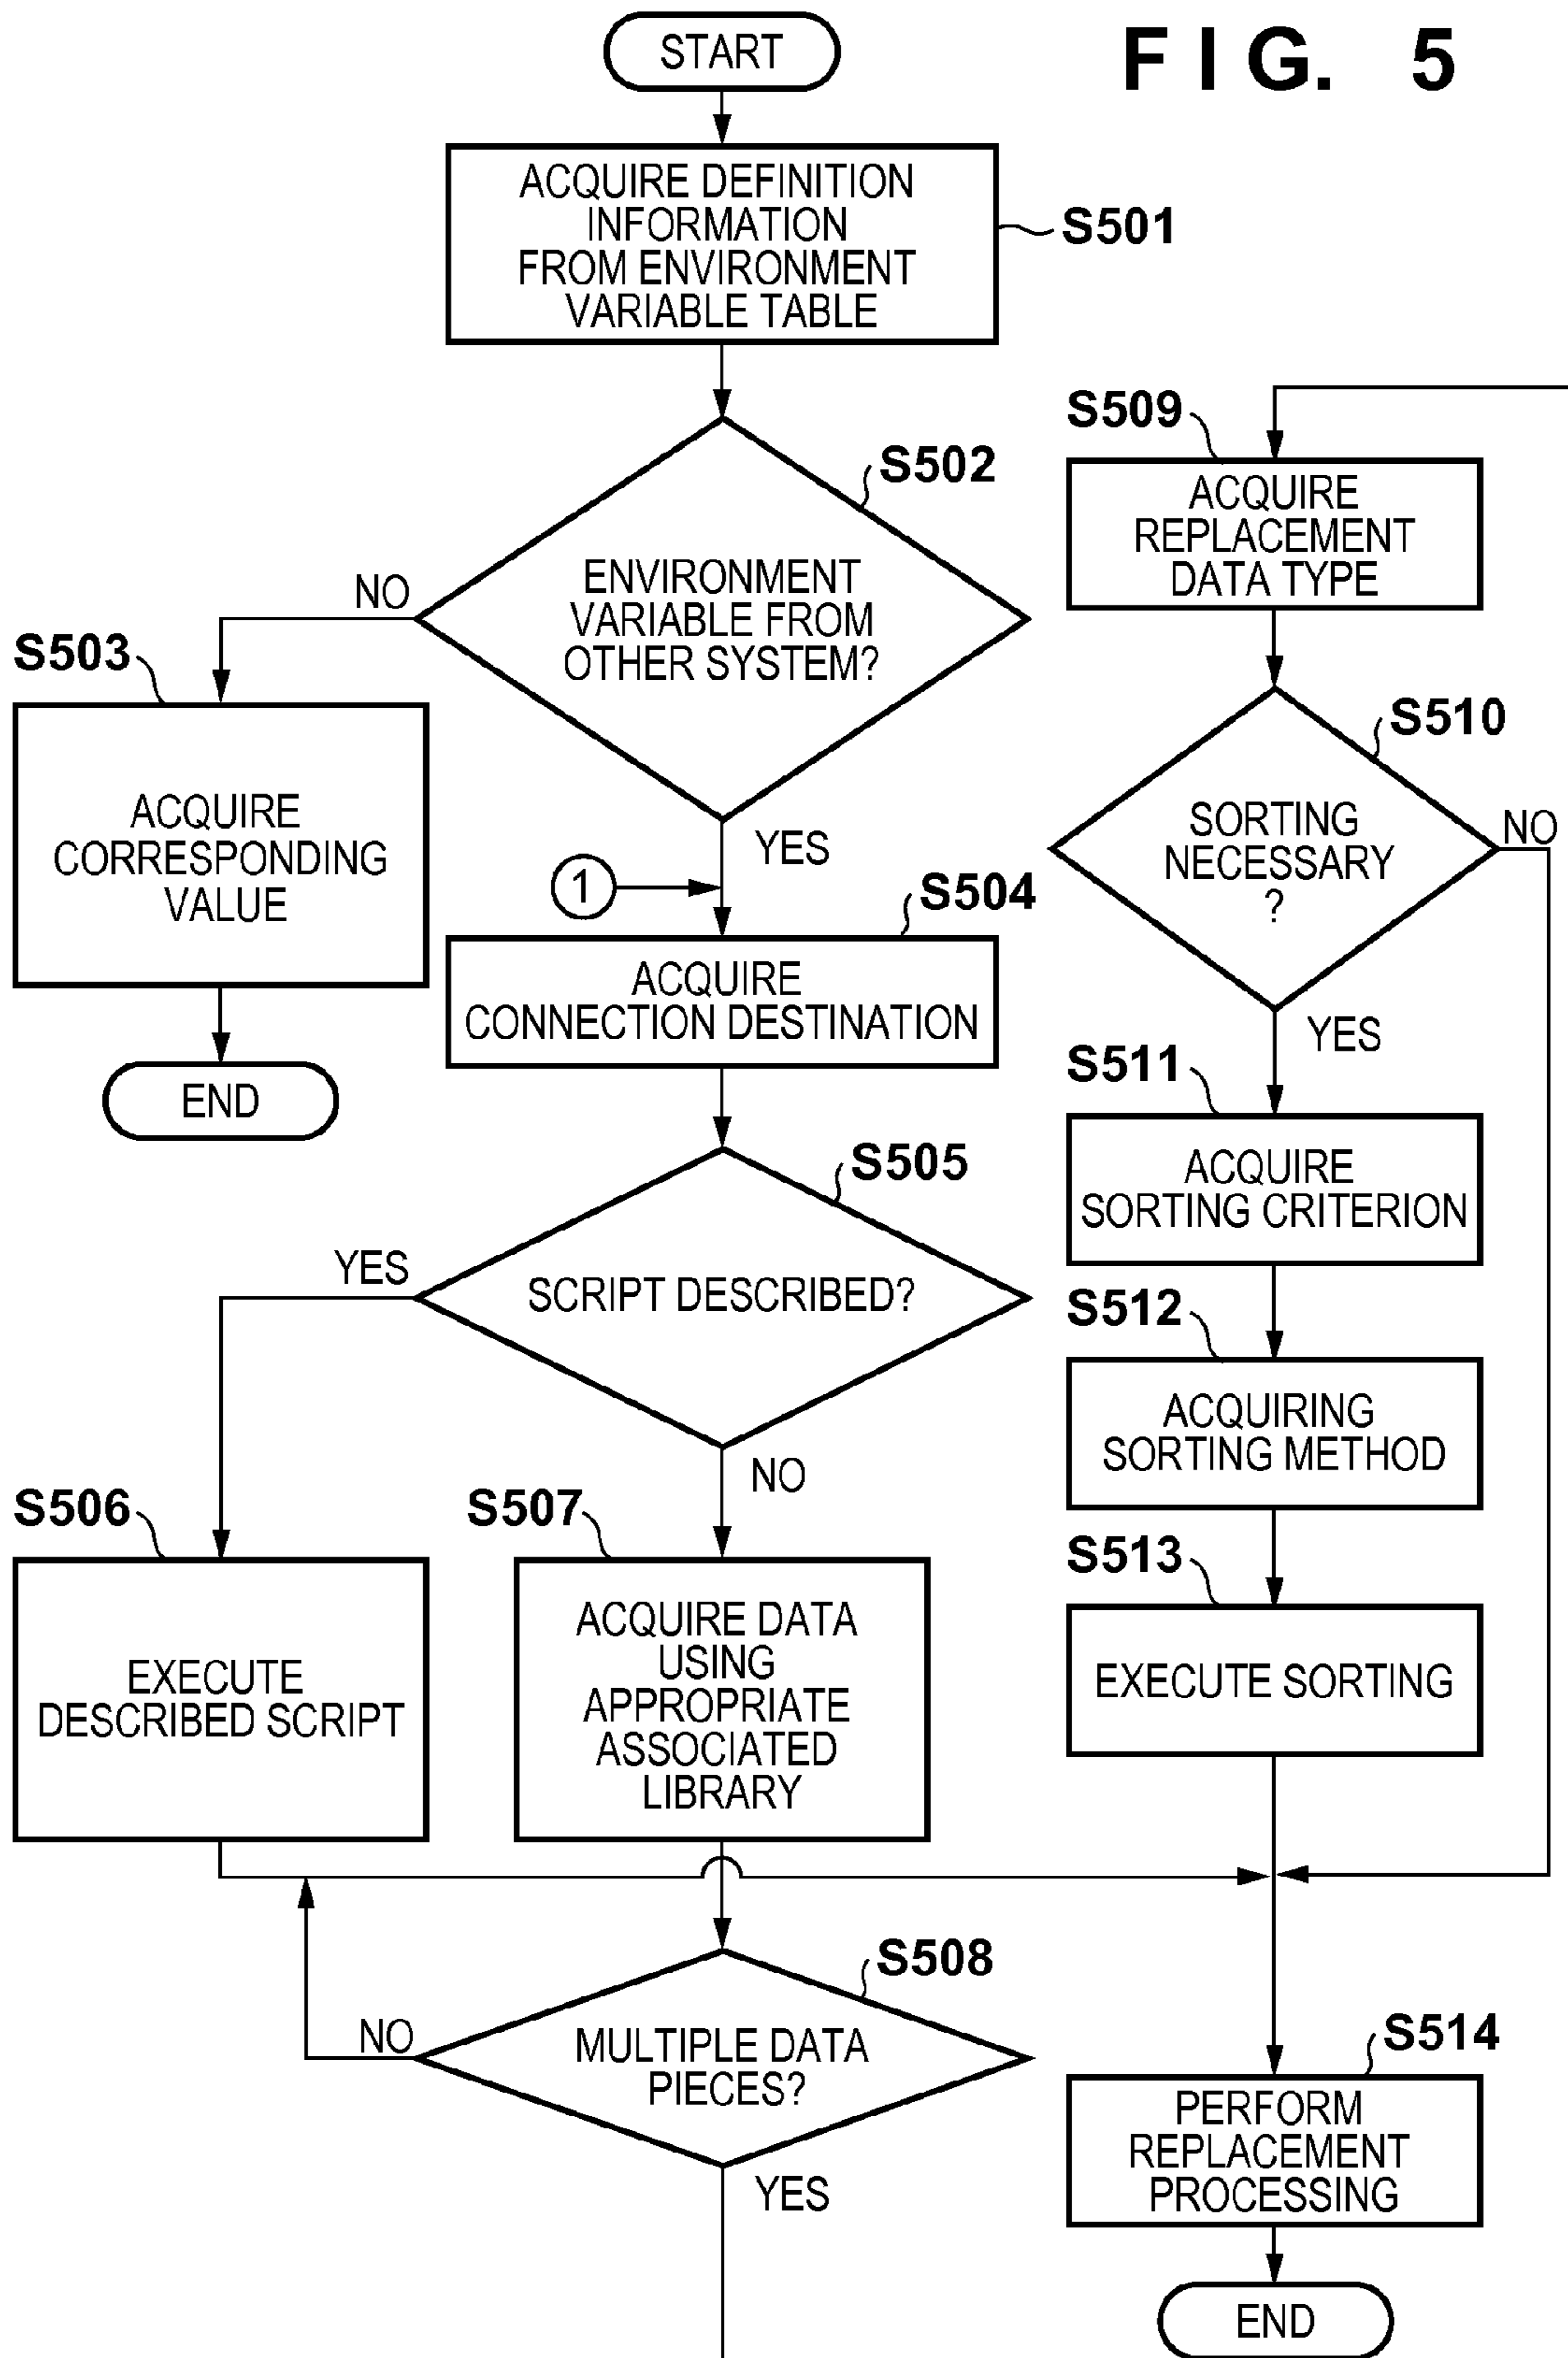 FIG. 5
START
ACQUIRE DEFINITION
INFORMATION
FROM ENVIRONMENT
VARIABLE TABLE
S501
S502
ENVIRONMENT
VARIABLE FROM
OTHER SYSTEM?
NO
YES
S503
ACQUIRE
CORRESPONDING
VALUE
END
1
S504
ACQUIRE
CONNECTION DESTINATION
S505
SCRIPT DESCRIBED?
YES
NO
S506
EXECUTE
DESCRIBED SCRIPT
S507
ACQUIRE DATA
USING
APPROPRIATE
ASSOCIATED
LIBRARY
S508
MULTIPLE DATA
PIECES?
NO
YES
S509
ACQUIRE
REPLACEMENT
DATA TYPE
S510
SORTING
NECESSARY
?
NO
YES
S511
ACQUIRE
SORTING CRITERION
S512
ACQUIRING
SORTING METHOD
S513
EXECUTE SORTING
S514
PERFORM
REPLACEMENT
PROCESSING
END